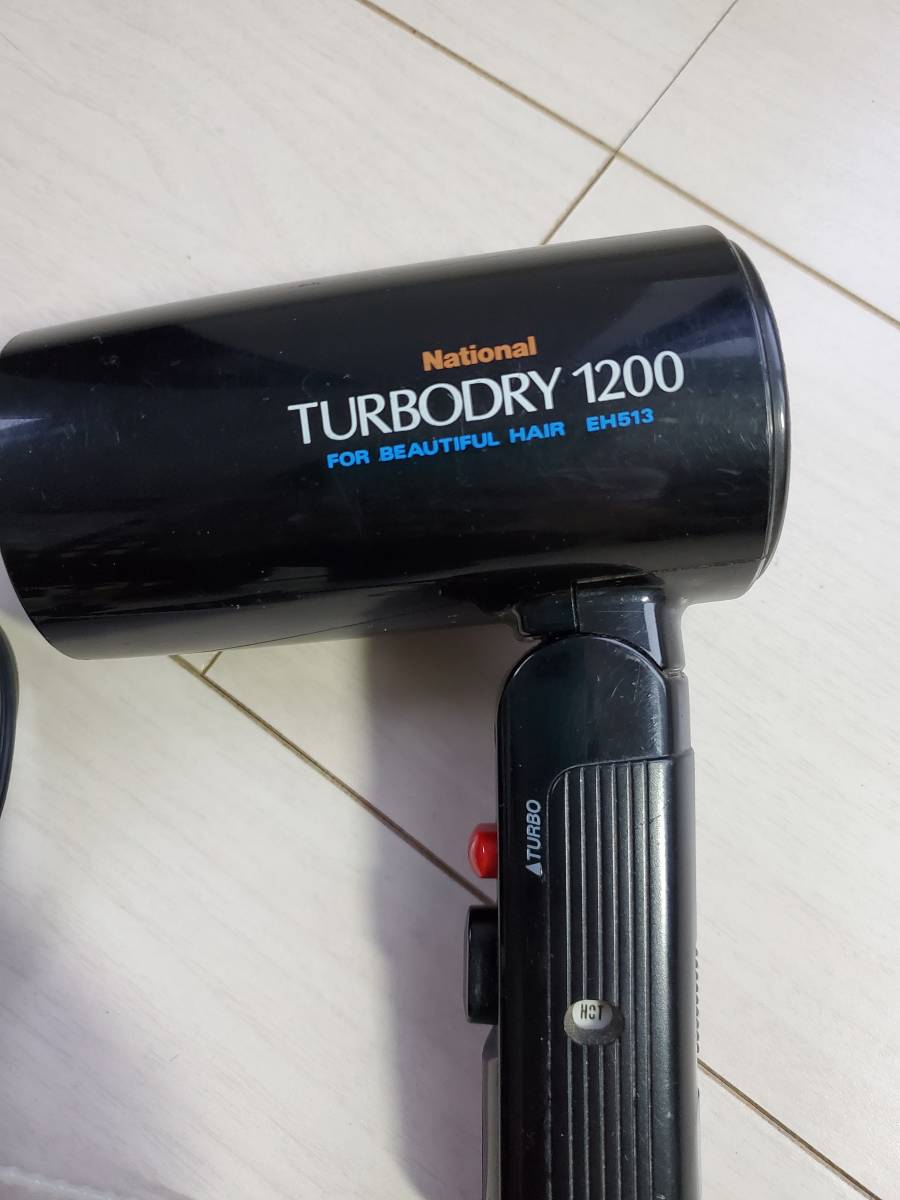 National
TURBODRY 1200
FOR BEAUTIFUL HAIR EH513
▲TURBO
HOT